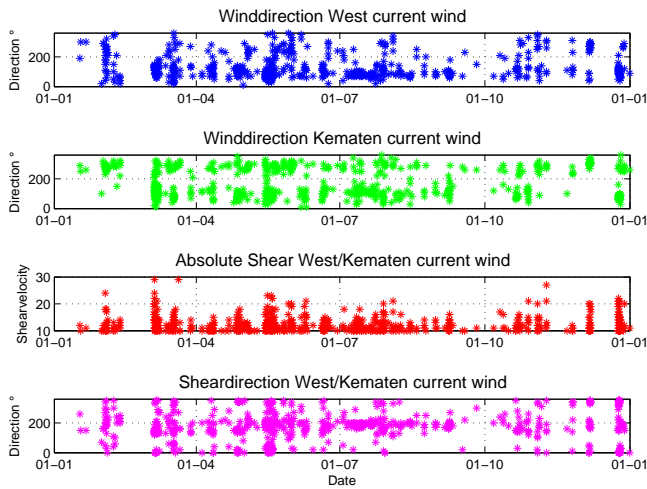 Winddirection West current wind
Direction °
200
0
01−01 01−04 01−07 01−10 01−01
Winddirection Kematen current wind
Direction °
200
0
01−01 01−04 01−07 01−10 01−01
Absolute Shear West/Kematen current wind
Shearvelocity
30
20
10
01−01 01−04 01−07 01−10 01−01
Sheardirection West/Kematen current wind
Direction °
200
0
01−01 01−04 01−07 01−10 01−01
Date